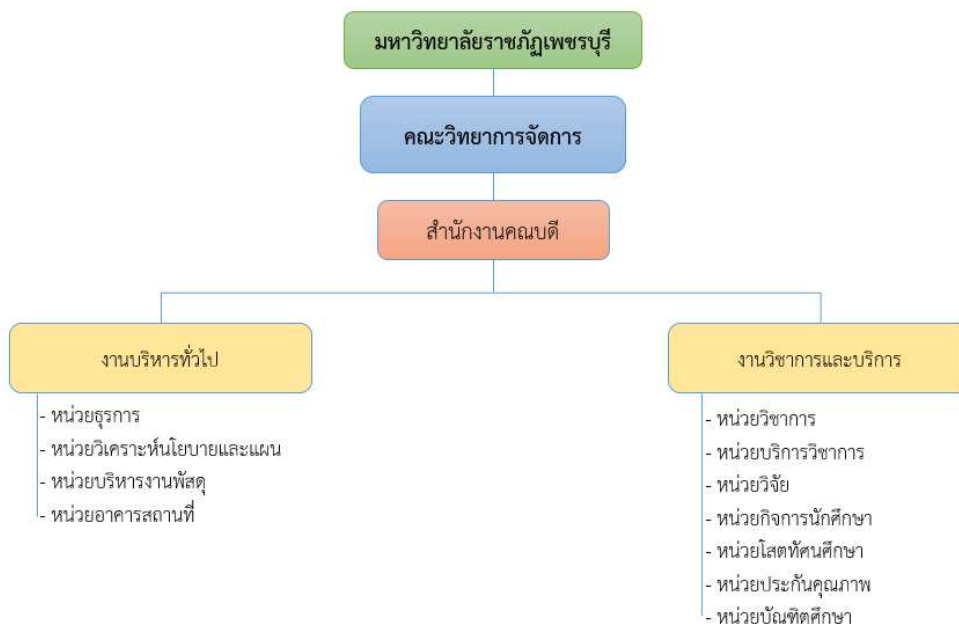 มหาวิทยาลัยราชภัฏเพชรบุรี
คณะวิทยาการจัดการ
สำนักงานคณบดี
งานบริหารทั่วไป
- หน่วยธุรการ
- หน่วยวิเคราะห์นโยบายและแผน
- หน่วยบริหารงานพัสดุ
- หน่วยอาคารสถานที่
งานวิชาการและบริการ
- หน่วยวิชาการ
- หน่วยบริการวิชาการ
- หน่วยวิจัย
- หน่วยกิจการนักศึกษา
- หน่วยโสตทัศนศึกษา
- หน่วยประกันคุณภาพ
- หน่วยบัณฑิตศึกษา